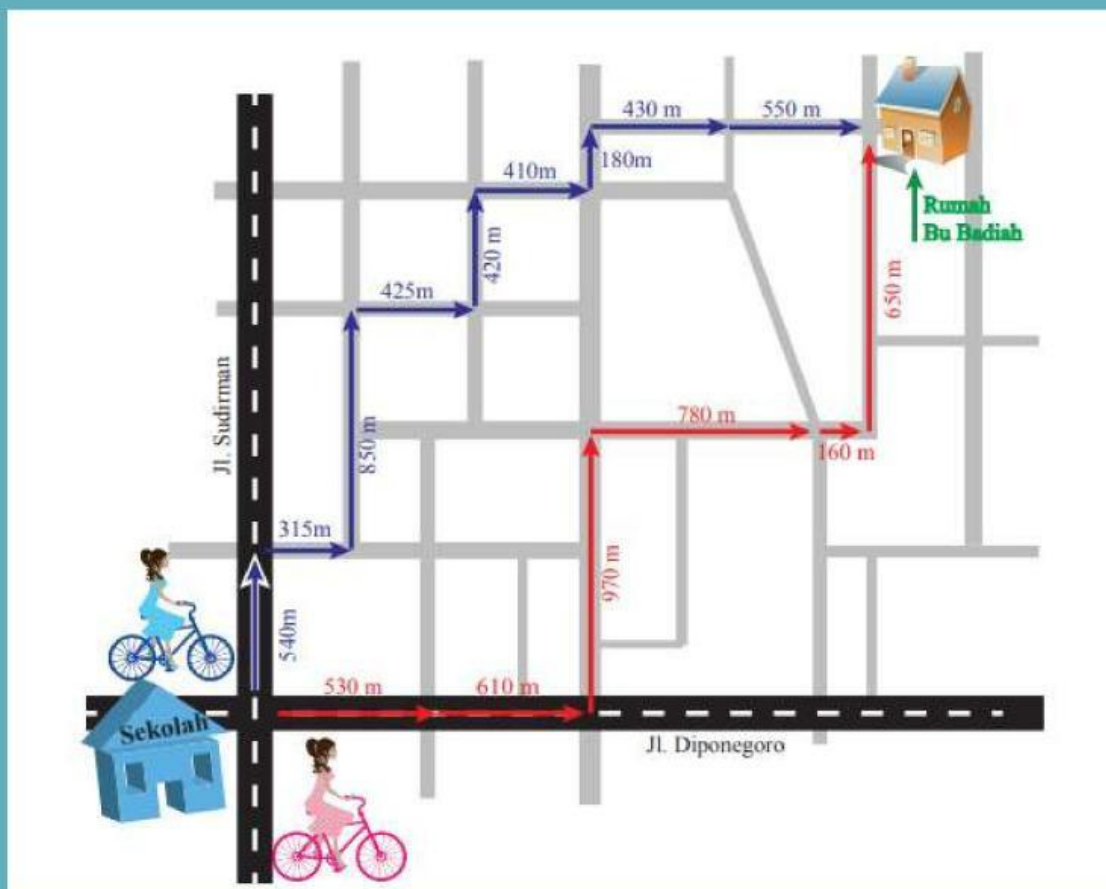 430 m
550 m
180m
410m
Rumah
Bu Badiah
420 m
425m
650 m
Jl. Sudirman
850 m
780 m
160 m
315m
970 m
540m
530 m
610 m
Sekolah
Jl. Diponegoro